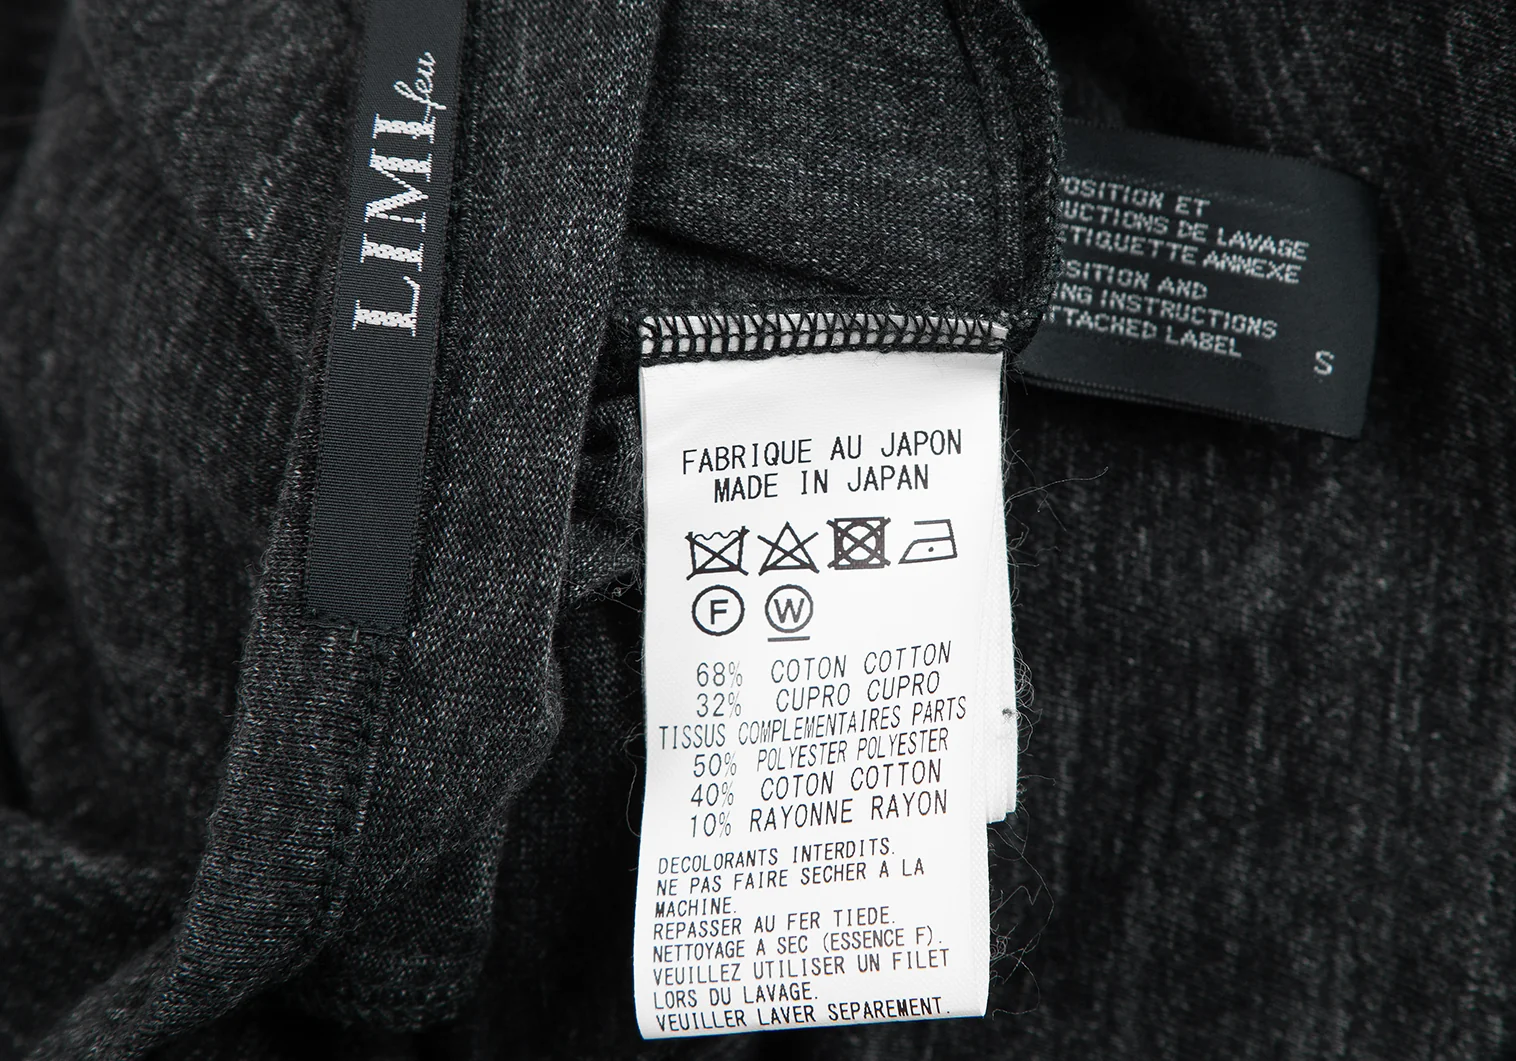 LIMI feu
FABRIQUE AU JAPON
MADE IN JAPAN
F W
68% COTON COTTON
32% CUPRO CUPRO
TISSUS COMPLEMENTAIRES PARTS
50% POLYESTER POLYESTER
40% COTON COTTON
10% RAYONNE RAYON
DECOLORANTS INTERDITS.
NE PAS FAIRE SECHER A LA
MACHINE.
REPASSER AU FER TIEDE.
NETTOYAGE A SEC (ESSENCE F).
VEUILLEZ UTILISER UN FILET
LORS DU LAVAGE.
VEUILLER LAVER SEPAREMENT.
POSITION ET
UCTIONS DE LAVAGE
ETIQUETTE ANNEXE
SITION AND
NG INSTRUCTIONS
TTACHED LABEL
S